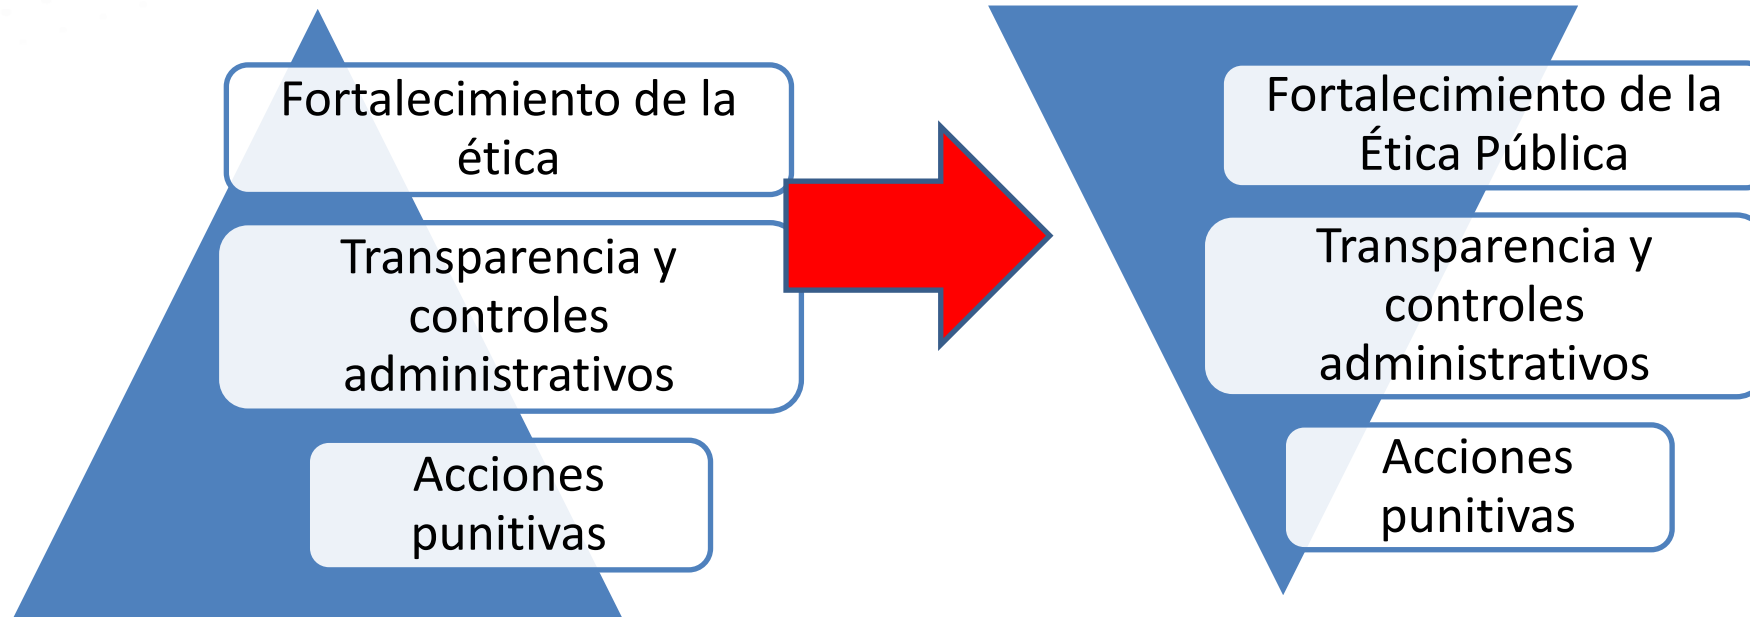 Fortalecimiento de la
ética
Transparencia y
controles
administrativos
Acciones
punitivas
Fortalecimiento de la
Ética Pública
Transparencia y
controles
administrativos
Acciones
punitivas